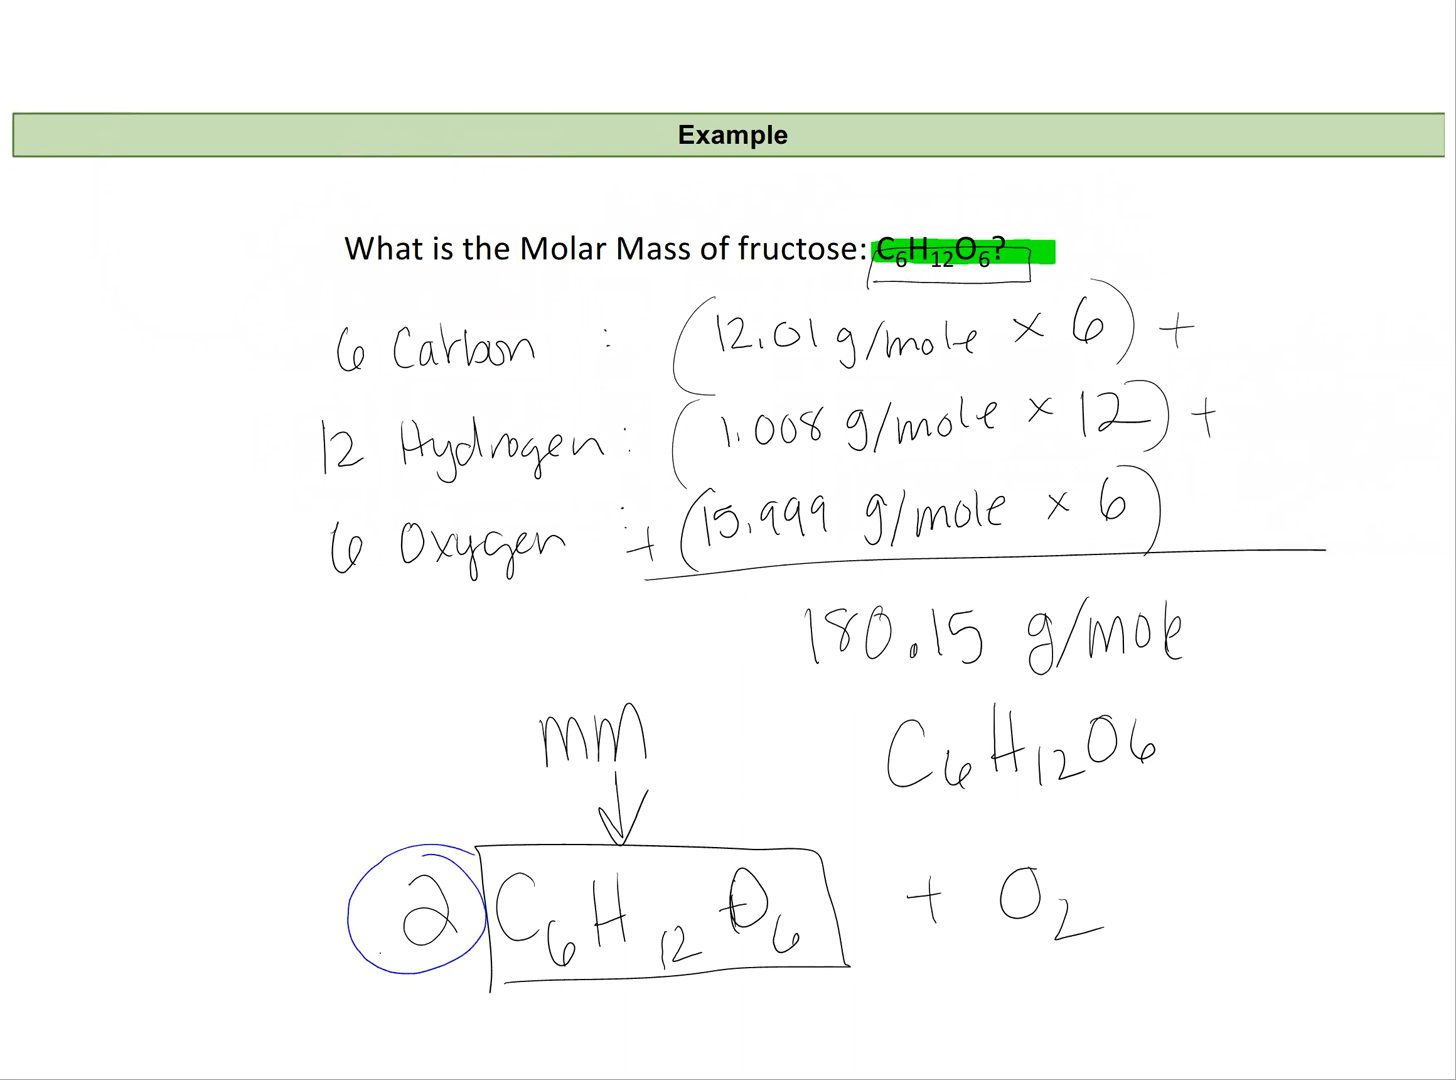 Example
What is the Molar Mass of fructose: C₆H₁₂O₆?
6 Carbon : (12.01 g/mole × 6) +
12 Hydrogen : (1.008 g/mole × 12) +
6 Oxygen : + (15.999 g/mole × 6)
180.15 g/mole
mM
C₆H₁₂O₆
2 C₆H₁₂O₆ + O₂